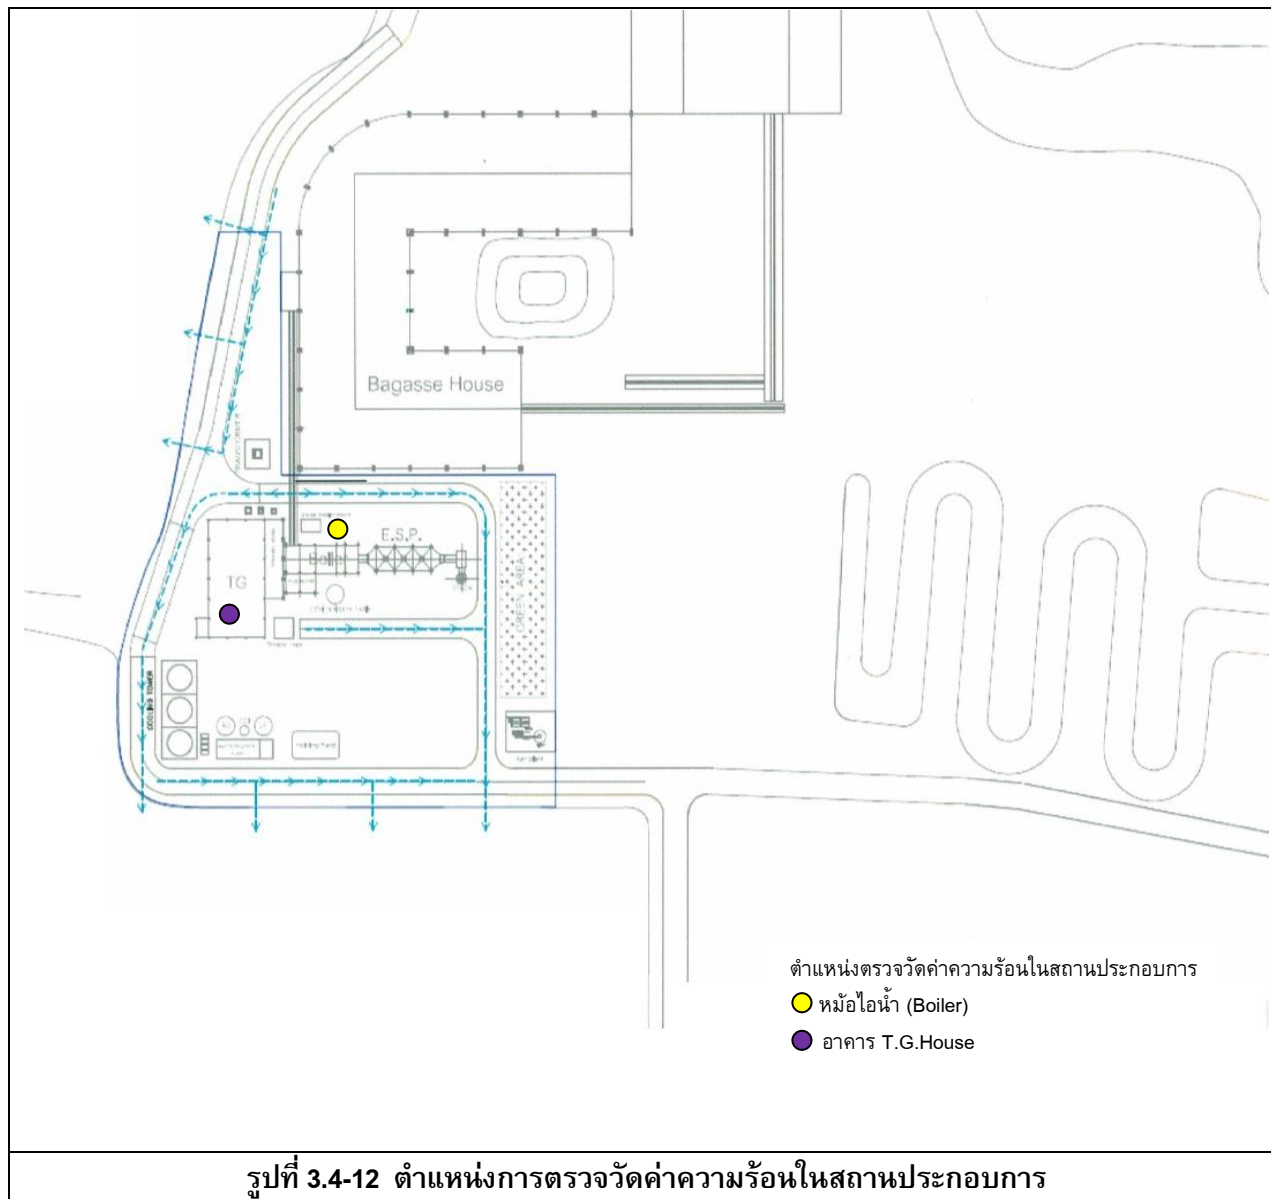 Bagasse House
E.S.P.
Boiler
TG
GREEN AREA
ตำแหน่งตรวจวัดค่าความร้อนในสถานประกอบการ
หม้อไอน้ำ (Boiler)
อาคาร T.G.House
รูปที่ 3.4-12 ตำแหน่งการตรวจวัดค่าความร้อนในสถานประกอบการ